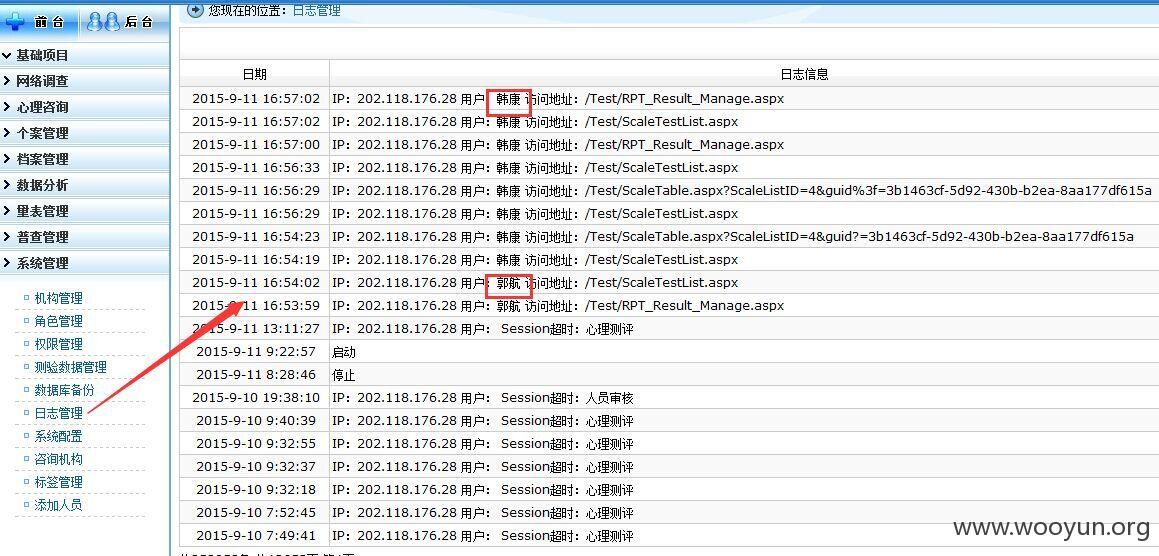 前 台 后 台
您现在的位置：日志管理
基础项目
网络调查
心理咨询
个案管理
档案管理
数据分析
量表管理
普查管理
系统管理
机构管理
角色管理
权限管理
测验数据管理
数据库备份
日志管理
系统配置
咨询机构
标签管理
添加人员
日期 日志信息
2015-9-11 16:57:02 IP：202.118.176.28 用户：韩康 访问地址：/Test/RPT_Result_Manage.aspx
2015-9-11 16:57:02 IP：202.118.176.28 用户：韩康 访问地址：/Test/ScaleTestList.aspx
2015-9-11 16:57:00 IP：202.118.176.28 用户：韩康 访问地址：/Test/RPT_Result_Manage.aspx
2015-9-11 16:56:33 IP：202.118.176.28 用户：韩康 访问地址：/Test/ScaleTestList.aspx
2015-9-11 16:56:29 IP：202.118.176.28 用户：韩康 访问地址：/Test/ScaleTable.aspx?ScaleListID=4&guid%3f=3b1463cf-5d92-430b-b2ea-8aa177df615a
2015-9-11 16:56:29 IP：202.118.176.28 用户：韩康 访问地址：/Test/ScaleTestList.aspx
2015-9-11 16:54:23 IP：202.118.176.28 用户：韩康 访问地址：/Test/ScaleTable.aspx?ScaleListID=4&guid?=3b1463cf-5d92-430b-b2ea-8aa177df615a
2015-9-11 16:54:19 IP：202.118.176.28 用户：韩康 访问地址：/Test/ScaleTestList.aspx
2015-9-11 16:54:02 IP：202.118.176.28 用户：郭航 访问地址：/Test/ScaleTestList.aspx
2015-9-11 16:53:59 IP：202.118.176.28 用户：郭航 访问地址：/Test/RPT_Result_Manage.aspx
2015-9-11 13:11:27 IP：202.118.176.28 用户： Session超时：心理测评
2015-9-11 9:22:57 启动
2015-9-11 8:28:46 停止
2015-9-10 19:38:10 IP：202.118.176.28 用户： Session超时：人员审核
2015-9-10 9:40:39 IP：202.118.176.28 用户： Session超时：心理测评
2015-9-10 9:32:55 IP：202.118.176.28 用户： Session超时：心理测评
2015-9-10 9:32:37 IP：202.118.176.28 用户： Session超时：心理测评
2015-9-10 9:32:18 IP：202.118.176.28 用户： Session超时：心理测评
2015-9-10 7:52:45 IP：202.118.176.28 用户： Session超时：心理测评
2015-9-10 7:49:41 IP：202.118.176.28 用户： Session超时：心理测评
www.wooyun.org